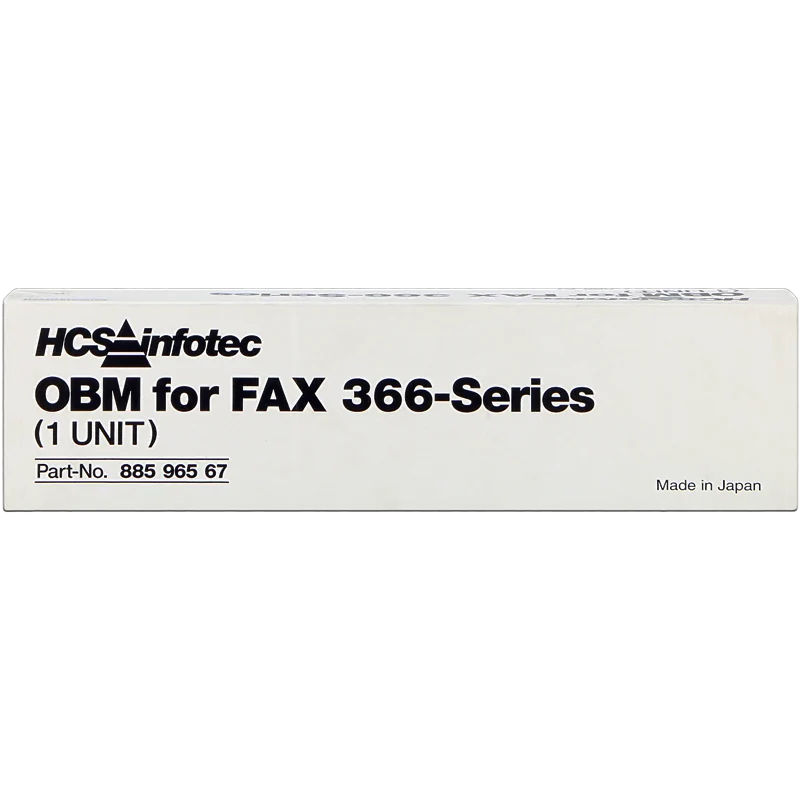 HCS infotec
OBM for FAX 366-Series
(1 UNIT)
Part-No. 885 965 67
Made in Japan